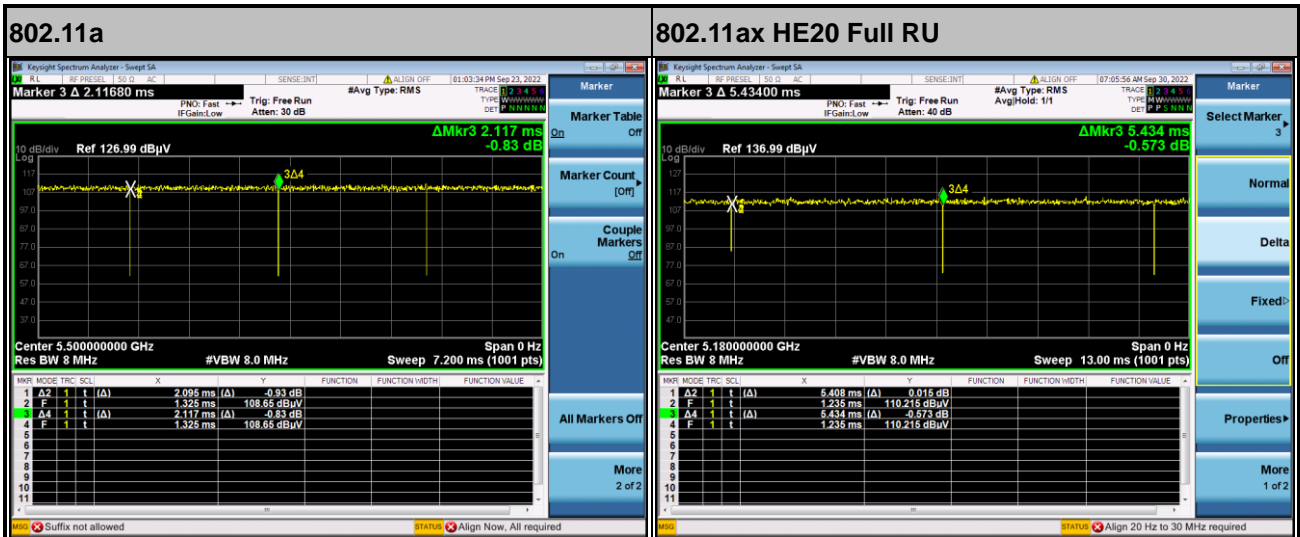 802.11a
802.11ax HE20 Full RU
Keysight Spectrum Analyzer - Swept SA
RL RF PRESEL 50 Ω AC SENSE:INT ALIGN OFF 01:03:34 PM Sep 23, 2022
Marker 3 Δ 2.11680 ms
PNO: Fast
IFGain:Low
Trig: Free Run
Atten: 30 dB
#Avg Type: RMS
TRACE 1 2 3 4 5 6
TYPE WWWWWW
DET P N N N N N
ΔMkr3 2.117 ms
-0.83 dB
10 dB/div Ref 126.99 dBµV
Log
117
107
97.0
87.0
77.0
67.0
57.0
47.0
37.0
3Δ4
Center 5.500000000 GHz Span 0 Hz
Res BW 8 MHz #VBW 8.0 MHz Sweep 7.200 ms (1001 pts)
MKR MODE TRC SCL X Y FUNCTION FUNCTION WIDTH FUNCTION VALUE
1 Δ2 1 t (Δ) 2.095 ms (Δ) -0.93 dB
2 F 1 t 1.325 ms 108.65 dBµV
3 Δ4 1 t (Δ) 2.117 ms (Δ) -0.83 dB
4 F 1 t 1.325 ms 108.65 dBµV
5
6
7
8
9
10
11
MSG Suffix not allowed STATUS Align Now, All required
Marker
Marker Table
On Off
Marker Count
[Off]
Couple
Markers
On Off
All Markers Off
More
2 of 2
Keysight Spectrum Analyzer - Swept SA
RL RF PRESEL 50 Ω AC SENSE:INT ALIGN OFF 07:05:56 AM Sep 30, 2022
Marker 3 Δ 5.43400 ms
PNO: Fast
IFGain:Low
Trig: Free Run
Atten: 40 dB
#Avg Type: RMS
Avg|Hold: 1/1
TRACE 1 2 3 4 5 6
TYPE MWWWWW
DET P P S N N N
ΔMkr3 5.434 ms
-0.573 dB
10 dB/div Ref 136.99 dBµV
Log
127
117
107
97.0
87.0
77.0
67.0
57.0
47.0
3Δ4
Center 5.180000000 GHz Span 0 Hz
Res BW 8 MHz #VBW 8.0 MHz Sweep 13.00 ms (1001 pts)
MKR MODE TRC SCL X Y FUNCTION FUNCTION WIDTH FUNCTION VALUE
1 Δ2 1 t (Δ) 5.408 ms (Δ) 0.015 dB
2 F 1 t 1.235 ms 110.215 dBµV
3 Δ4 1 t (Δ) 5.434 ms (Δ) -0.573 dB
4 F 1 t 1.235 ms 110.215 dBµV
5
6
7
8
9
10
11
MSG STATUS Align 20 Hz to 30 MHz required
Marker
Select Marker
3
Normal
Delta
Fixed
Off
Properties
More
1 of 2